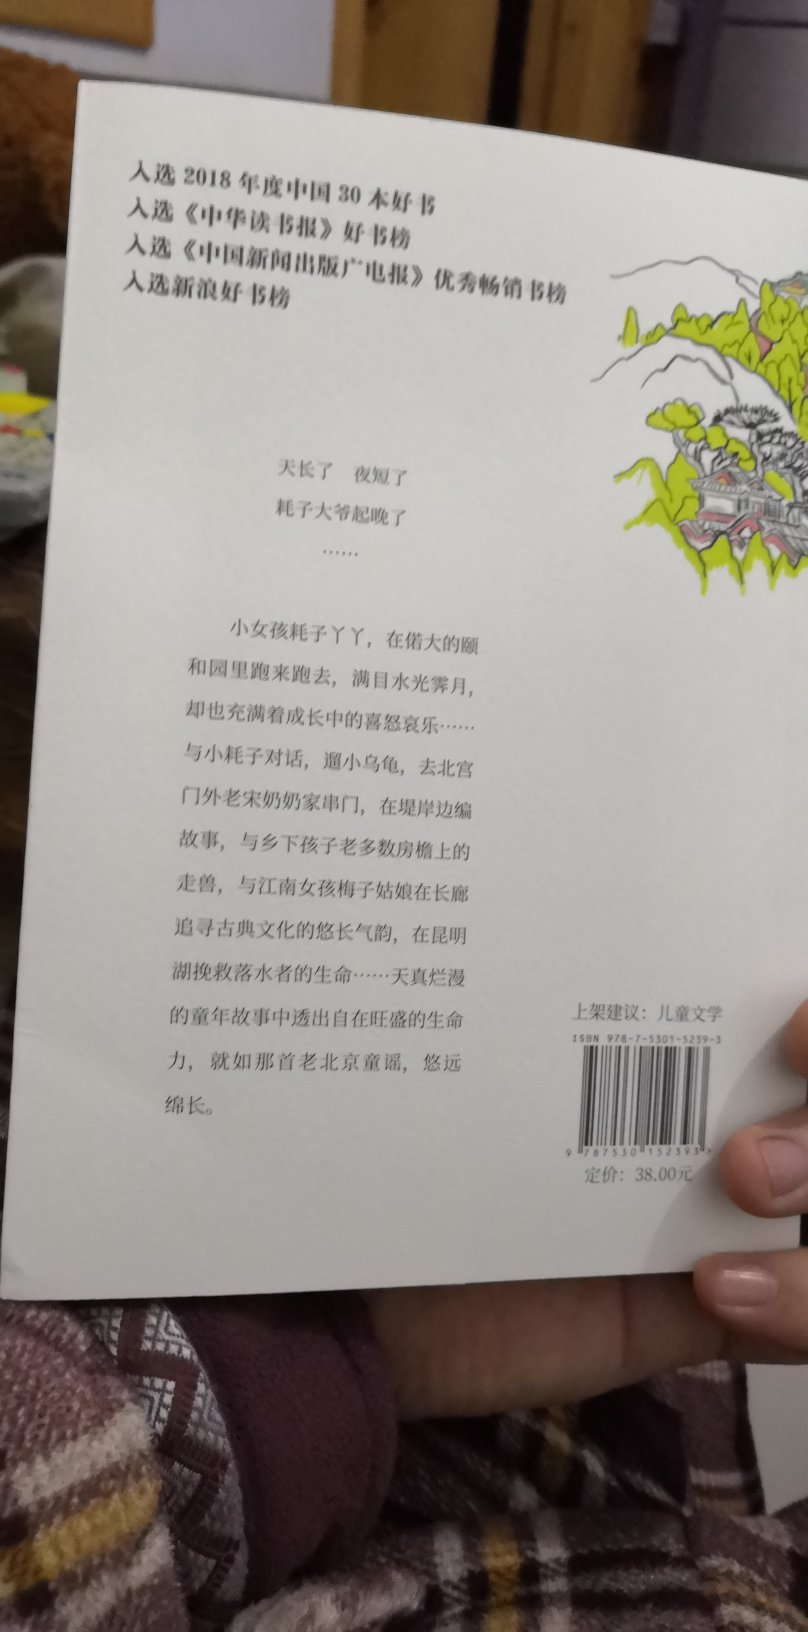 入选 2018 年度中国 30 本好书
入选《中华读书报》好书榜
入选《中国新闻出版广电报》优秀畅销书榜
入选新浪好书榜
天长了　夜短了
耗子大爷起晚了
……
小女孩耗子丫丫，在偌大的颐
和园里跑来跑去，满目水光霁月，
却也充满着成长中的喜怒哀乐……
与小耗子对话，遛小乌龟，去北宫
门外老宋奶奶家串门，在堤岸边编
故事，与乡下孩子老多数房檐上的
走兽，与江南女孩梅子姑娘在长廊
追寻古典文化的悠长气韵，在昆明
湖挽救落水者的生命……天真烂漫
的童年故事中透出自在旺盛的生命
力，就如那首老北京童谣，悠远
绵长。
上架建议：儿童文学
ISBN 978-7-5301-5239-3
9 787530 152393>
定价：38.00元